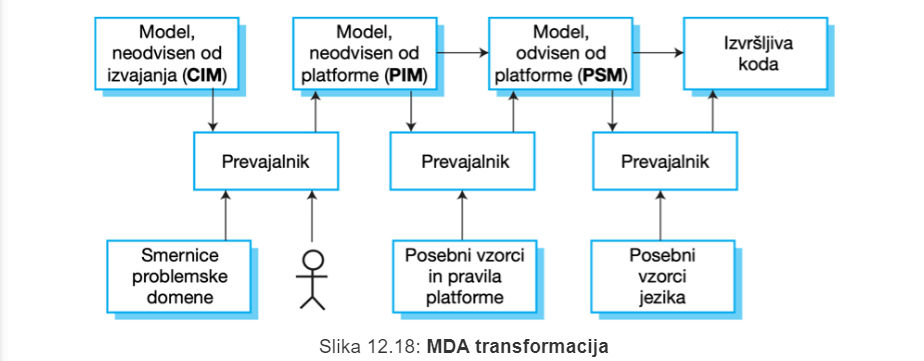 Model,
neodvisen od
izvajanja (CIM)
Model,
neodvisen od
platforme (PIM)
Model,
odvisen od
platforme (PSM)
Izvršljiva
koda
Prevajalnik
Prevajalnik
Prevajalnik
Smernice
problemske
domene
Posebni vzorci
in pravila
platforme
Posebni
vzorci
jezika
Slika 12.18: MDA transformacija